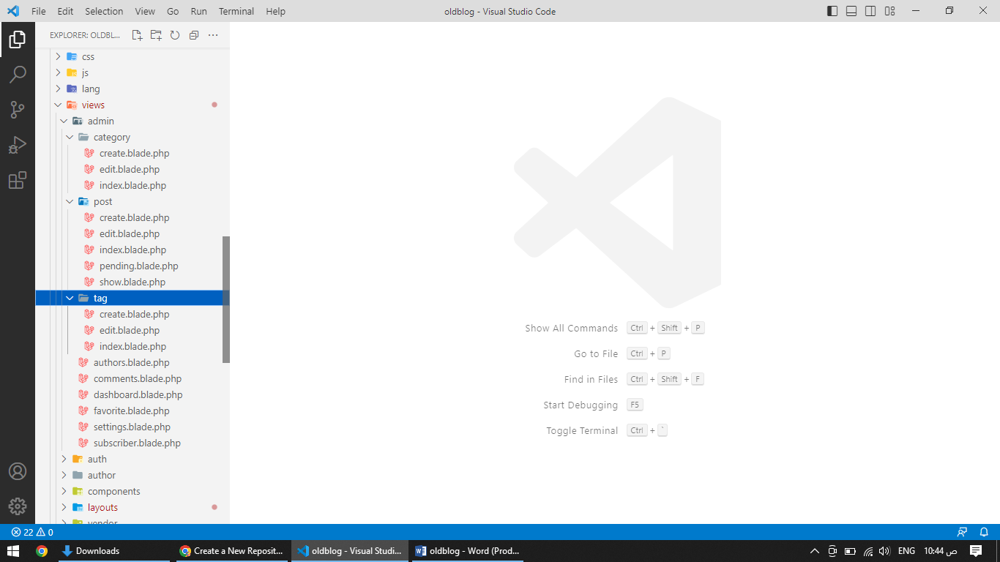 File Edit Selection View Go Run Terminal Help
oldblog - Visual Studio Code
EXPLORER: OLDBL...
css
js
lang
views
admin
category
create.blade.php
edit.blade.php
index.blade.php
post
create.blade.php
edit.blade.php
index.blade.php
pending.blade.php
show.blade.php
tag
create.blade.php
edit.blade.php
index.blade.php
authors.blade.php
comments.blade.php
dashboard.blade.php
favorite.blade.php
settings.blade.php
subscriber.blade.php
auth
author
components
layouts
vendor
Show All Commands Ctrl + Shift + P
Go to File Ctrl + P
Find in Files Ctrl + Shift + F
Start Debugging F5
Toggle Terminal Ctrl + `
22 0
Downloads
Create a New Reposit...
oldblog - Visual Studi...
oldblog - Word (Prod...
ENG
10:44 ص